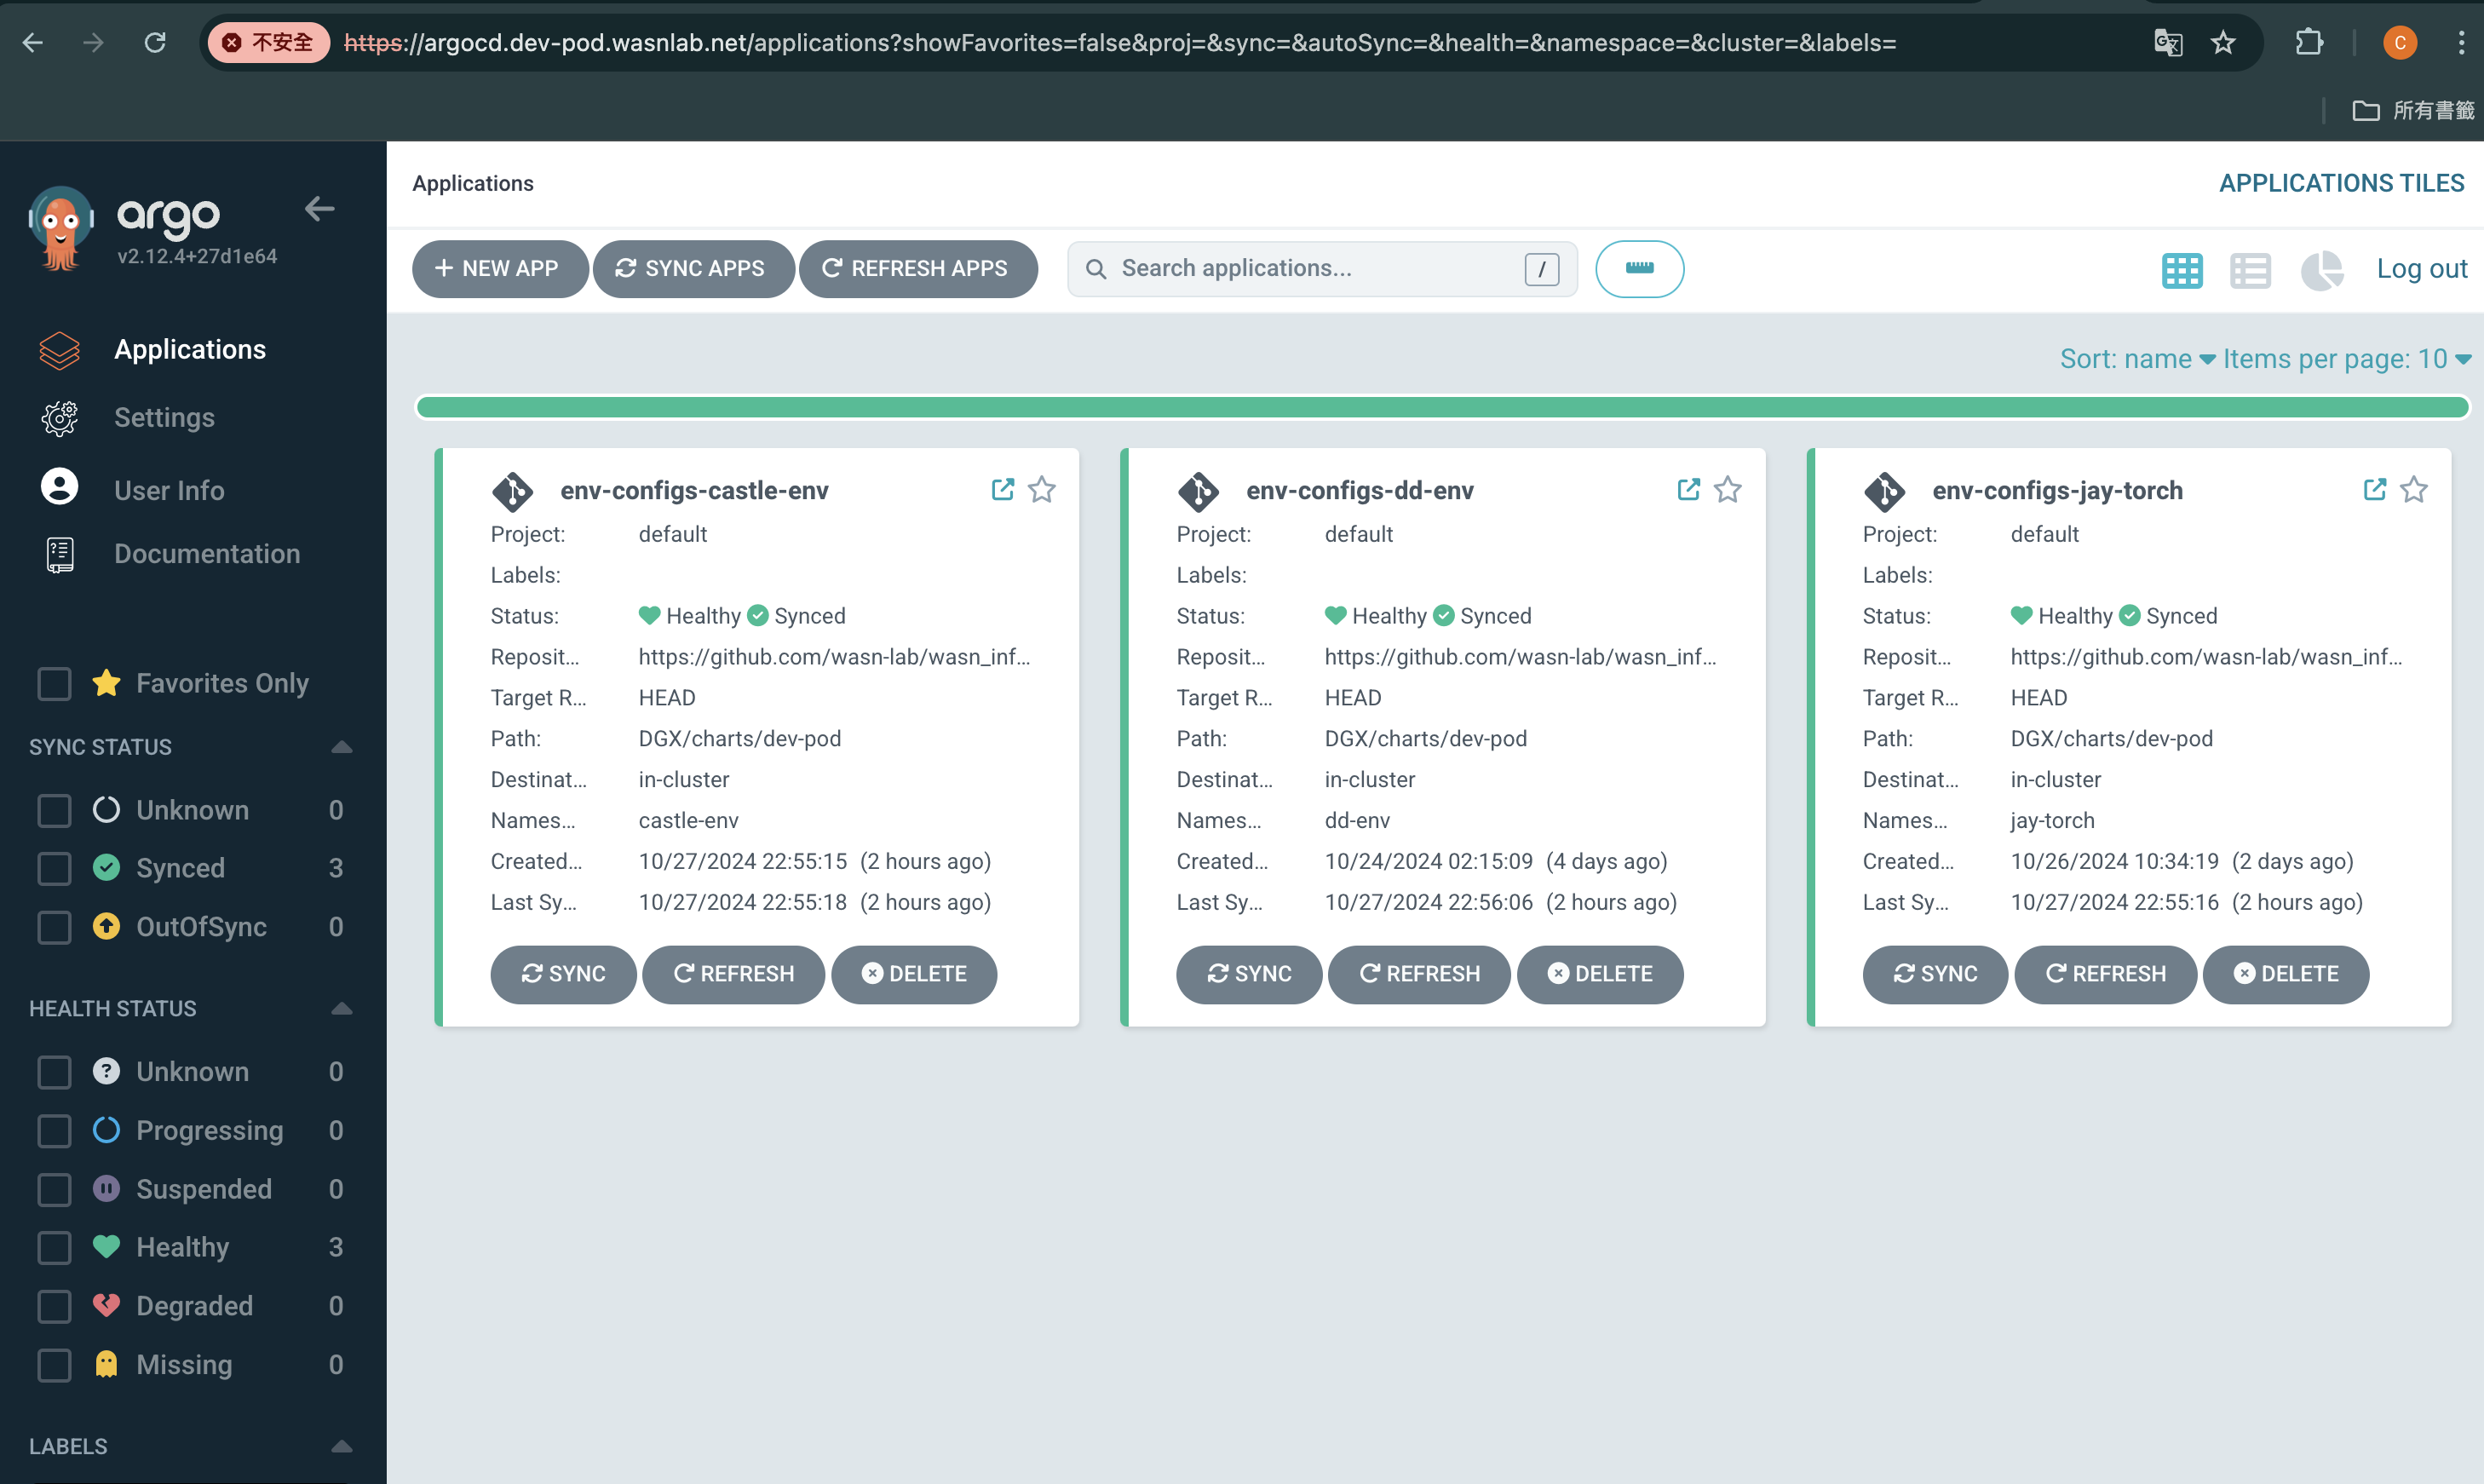 不安全 https://argocd.dev-pod.wasnlab.net/applications?showFavorites=false&proj=&sync=&autoSync=&health=&namespace=&cluster=&labels= C
所有書籤
argo
v2.12.4+27d1e64
Applications
Settings
User Info
Documentation
Favorites Only
SYNC STATUS
Unknown 0
Synced 3
OutOfSync 0
HEALTH STATUS
Unknown 0
Progressing 0
Suspended 0
Healthy 3
Degraded 0
Missing 0
LABELS
Applications APPLICATIONS TILES
+ NEW APP SYNC APPS REFRESH APPS Search applications... / Log out
Sort: name Items per page: 10
env-configs-castle-env
Project: default
Labels:
Status: Healthy Synced
Reposit... https://github.com/wasn-lab/wasn_inf...
Target R... HEAD
Path: DGX/charts/dev-pod
Destinat... in-cluster
Names... castle-env
Created... 10/27/2024 22:55:15 (2 hours ago)
Last Sy... 10/27/2024 22:55:18 (2 hours ago)
SYNC REFRESH DELETE
env-configs-dd-env
Project: default
Labels:
Status: Healthy Synced
Reposit... https://github.com/wasn-lab/wasn_inf...
Target R... HEAD
Path: DGX/charts/dev-pod
Destinat... in-cluster
Names... dd-env
Created... 10/24/2024 02:15:09 (4 days ago)
Last Sy... 10/27/2024 22:56:06 (2 hours ago)
SYNC REFRESH DELETE
env-configs-jay-torch
Project: default
Labels:
Status: Healthy Synced
Reposit... https://github.com/wasn-lab/wasn_inf...
Target R... HEAD
Path: DGX/charts/dev-pod
Destinat... in-cluster
Names... jay-torch
Created... 10/26/2024 10:34:19 (2 days ago)
Last Sy... 10/27/2024 22:55:16 (2 hours ago)
SYNC REFRESH DELETE